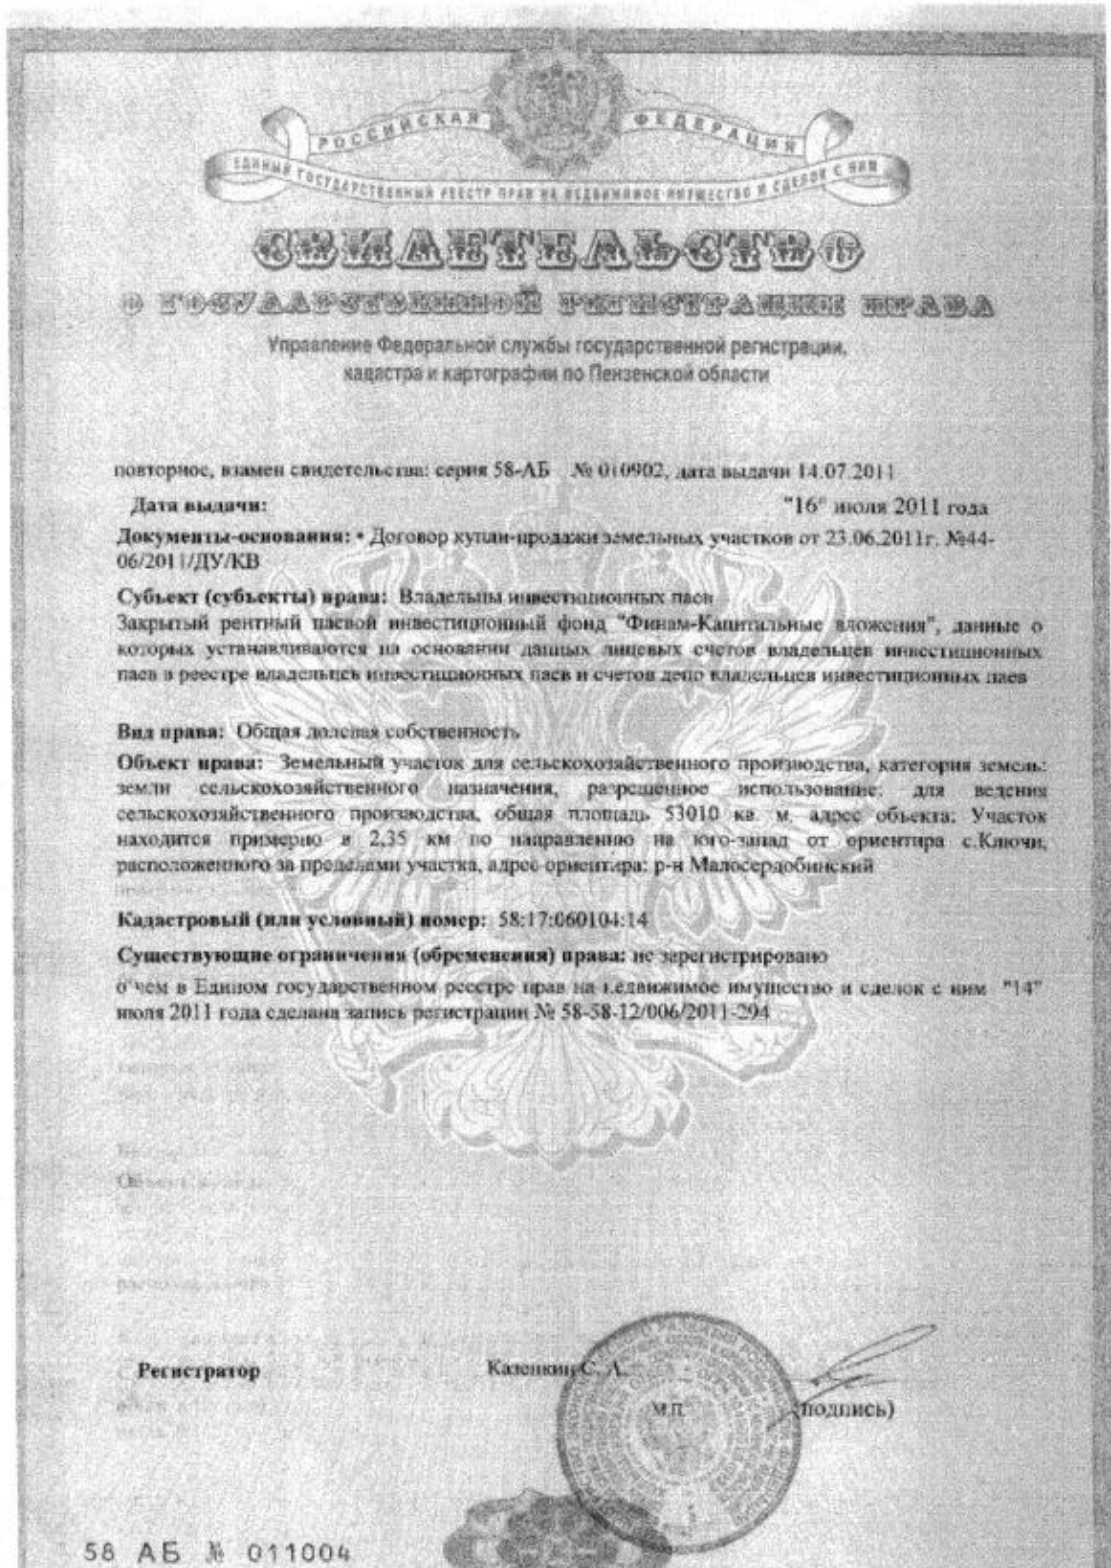 РОССИЙСКАЯ ФЕДЕРАЦИЯ
ЕДИНЫЙ ГОСУДАРСТВЕННЫЙ РЕЕСТР ПРАВ НА НЕДВИЖИМОЕ ИМУЩЕСТВО И СДЕЛОК С НИМ
СВИДЕТЕЛЬСТВО
О ГОСУДАРСТВЕННОЙ РЕГИСТРАЦИИ ПРАВА
Управление Федеральной службы государственной регистрации,
кадастра и картографии по Пензенской области
повторное, взамен свидетельства: серия 58-АБ № 010902, дата выдачи 14.07.2011
Дата выдачи: "16" июля 2011 года
Документы-основания: • Договор купли-продажи земельных участков от 23.06.2011г. №44-
06/2011/ДУ/КВ
Субъект (субъекты) права: Владельцы инвестиционных паев
Закрытый рентный паевой инвестиционный фонд "Финам-Капитальные вложения", данные о
которых устанавливаются на основании данных лицевых счетов владельцев инвестиционных
паев в реестре владельцев инвестиционных паев и счетов депо владельцев инвестиционных паев
Вид права: Общая долевая собственность
Объект права: Земельный участок для сельскохозяйственного производства, категория земель:
земли сельскохозяйственного назначения, разрешенное использование: для ведения
сельскохозяйственного производства, общая площадь 53010 кв. м, адрес объекта: Участок
находится примерно в 2,35 км по направлению на юго-запад от ориентира с.Ключи,
расположенного за пределами участка, адрес ориентира: р-н Малосердобинский
Кадастровый (или условный) номер: 58:17:060104:14
Существующие ограничения (обременения) права: не зарегистрировано
о чем в Едином государственном реестре прав на недвижимое имущество и сделок с ним "14"
июля 2011 года сделана запись регистрации № 58-58-12/006/2011-294
Регистратор Казенкин С. А.
М.П. (подпись)
58 АБ № 011004